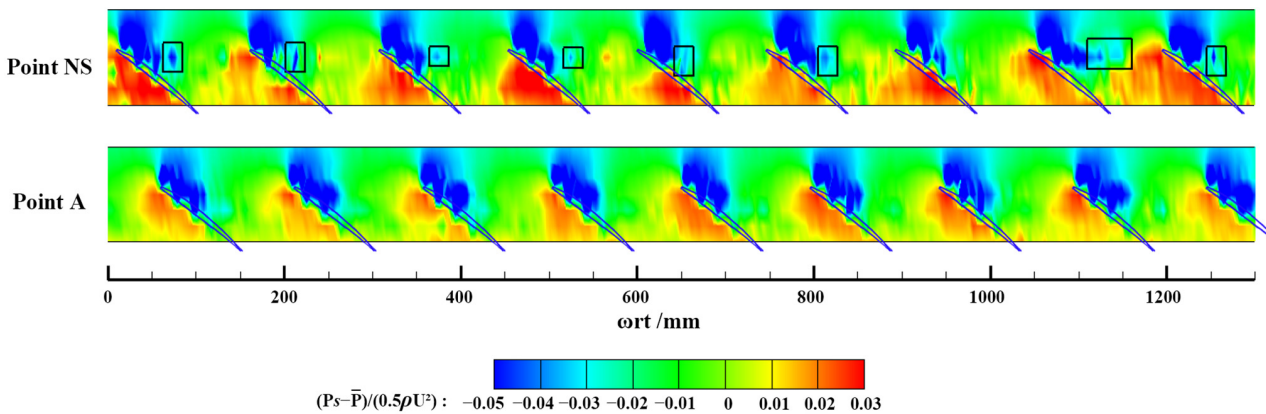 Point NS
Point A
0 200 400 600 800 1000 1200
ωrt /mm
(Ps−P̅)/(0.5ρU²) : −0.05 −0.04 −0.03 −0.02 −0.01 0 0.01 0.02 0.03